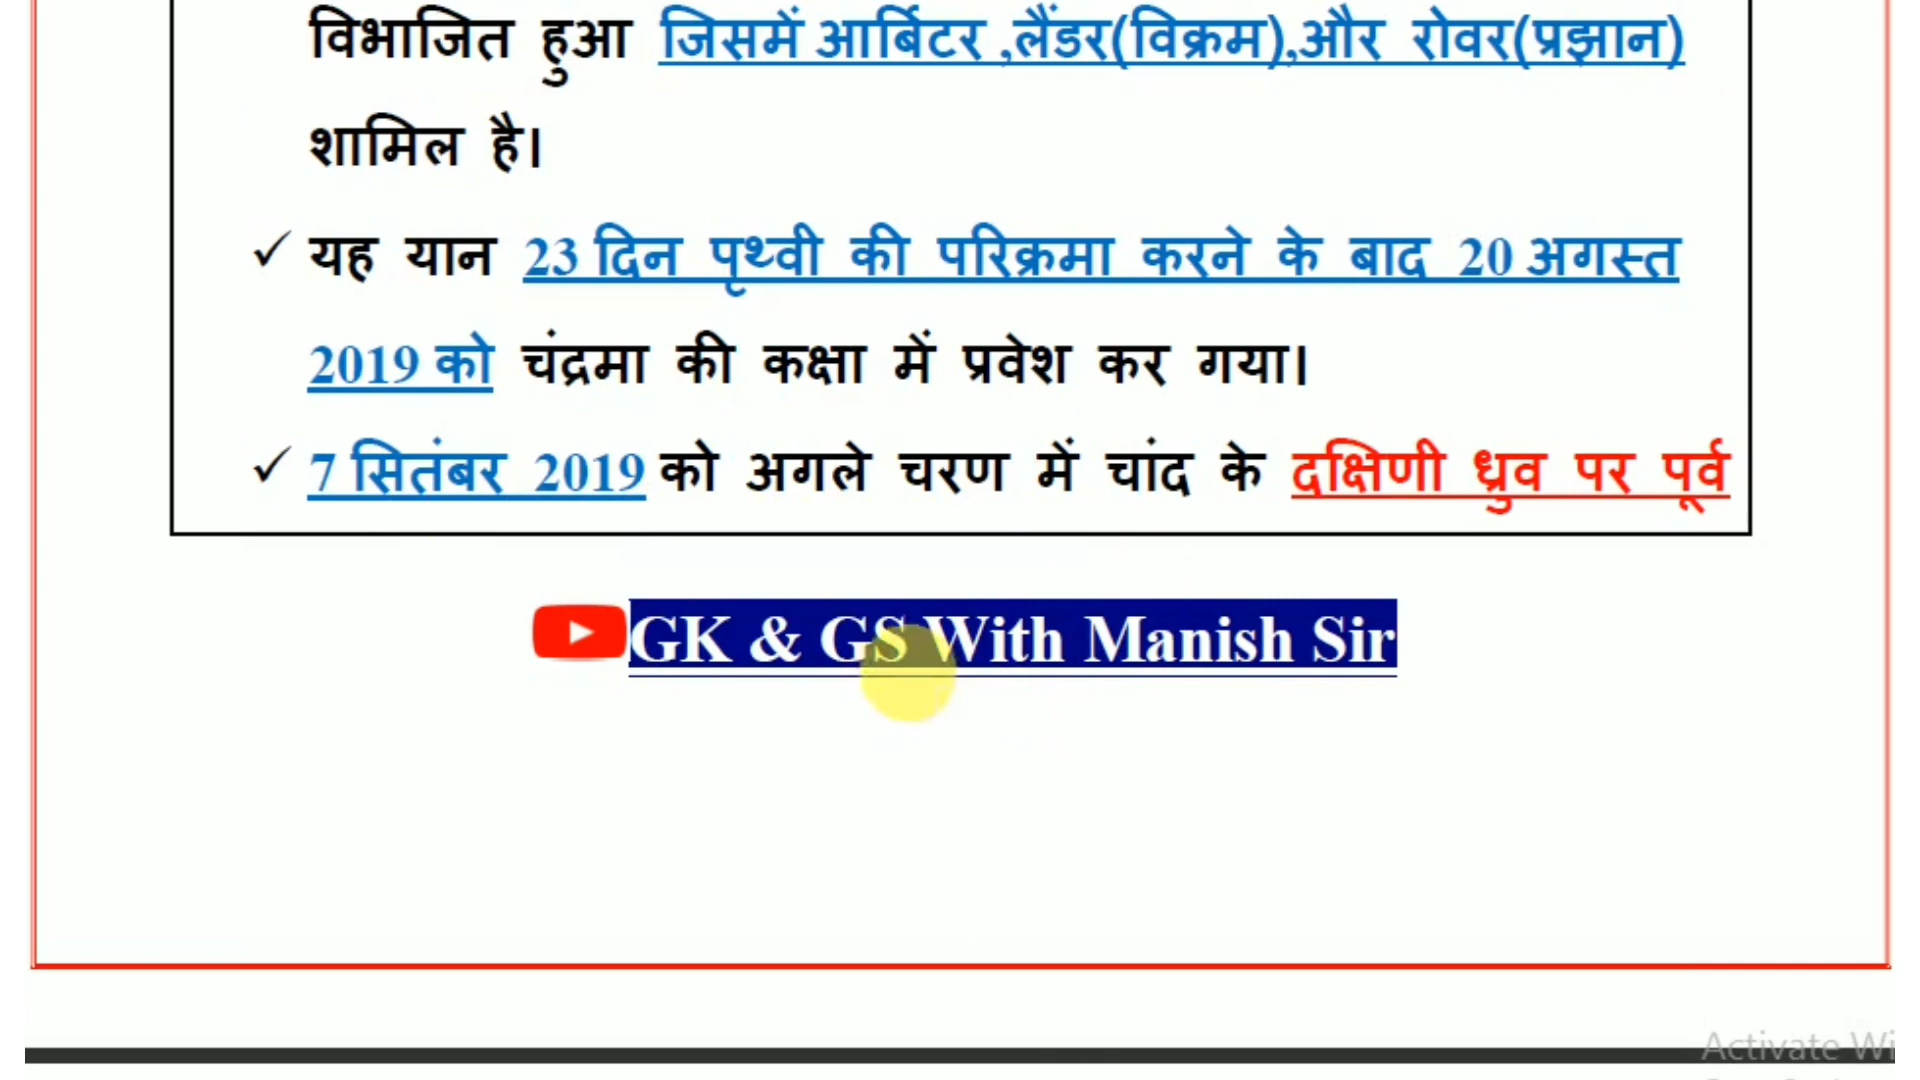 विभाजित हुआ जिसमें आर्बिटर ,लैंडर(विक्रम),और रोवर(प्रझान)
शामिल है।
✓ यह यान 23 दिन पृथ्वी की परिक्रमा करने के बाद 20 अगस्त
2019 को चंद्रमा की कक्षा में प्रवेश कर गया।
✓ 7 सितंबर 2019 को अगले चरण में चांद के दक्षिणी ध्रुव पर पूर्व
GK & GS With Manish Sir
Activate Wi